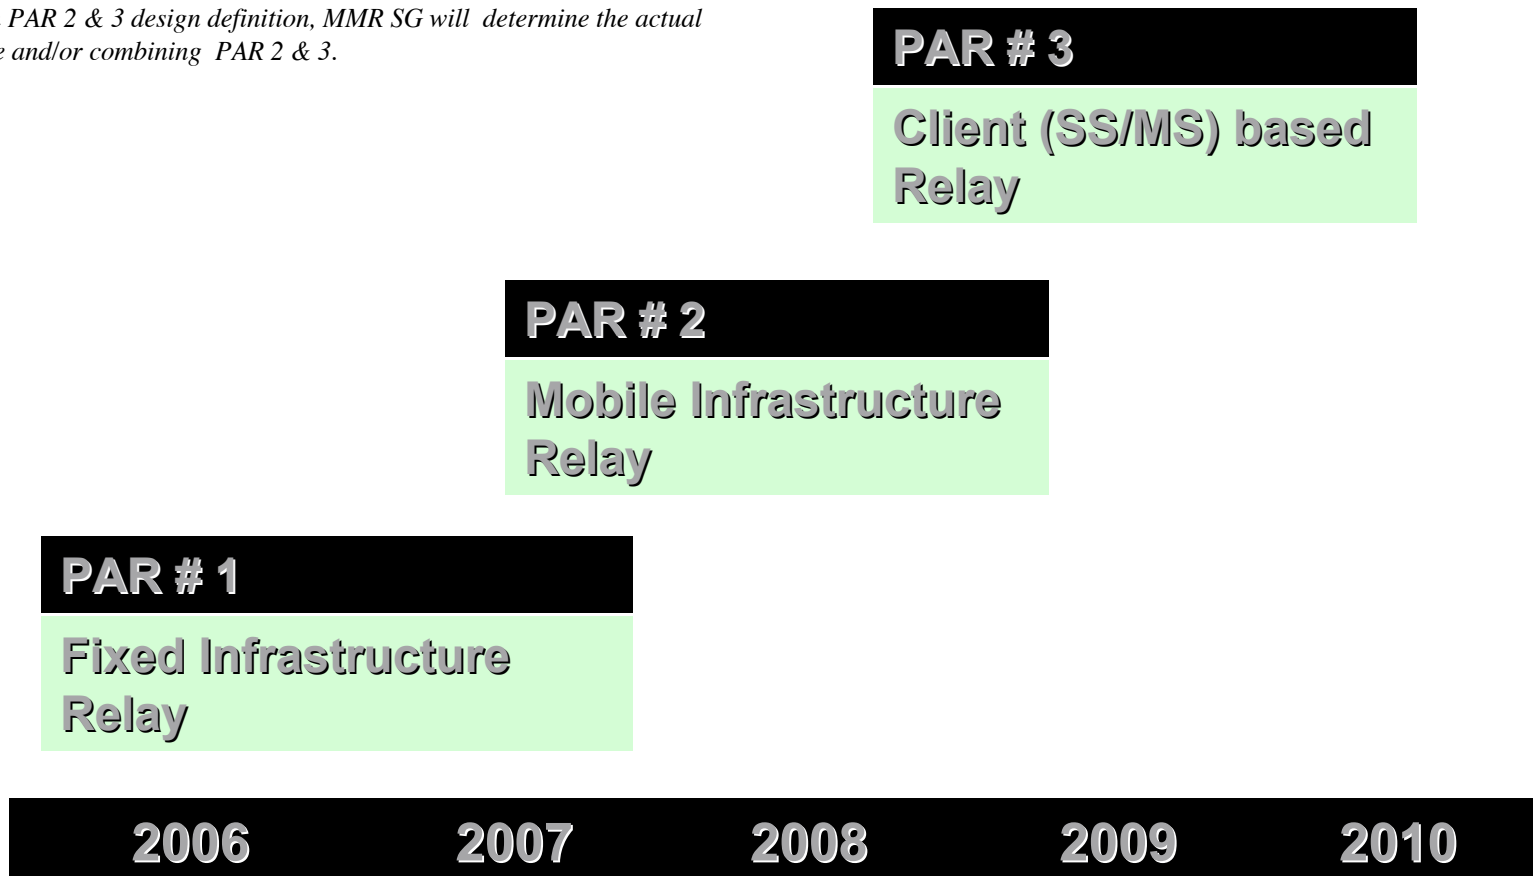 PAR 2 & 3 design definition, MMR SG will determine the actual
and/or combining PAR 2 & 3.
PAR # 3
Client (SS/MS) based
Relay
PAR # 2
Mobile Infrastructure
Relay
PAR # 1
Fixed Infrastructure
Relay
2006 2007 2008 2009 2010